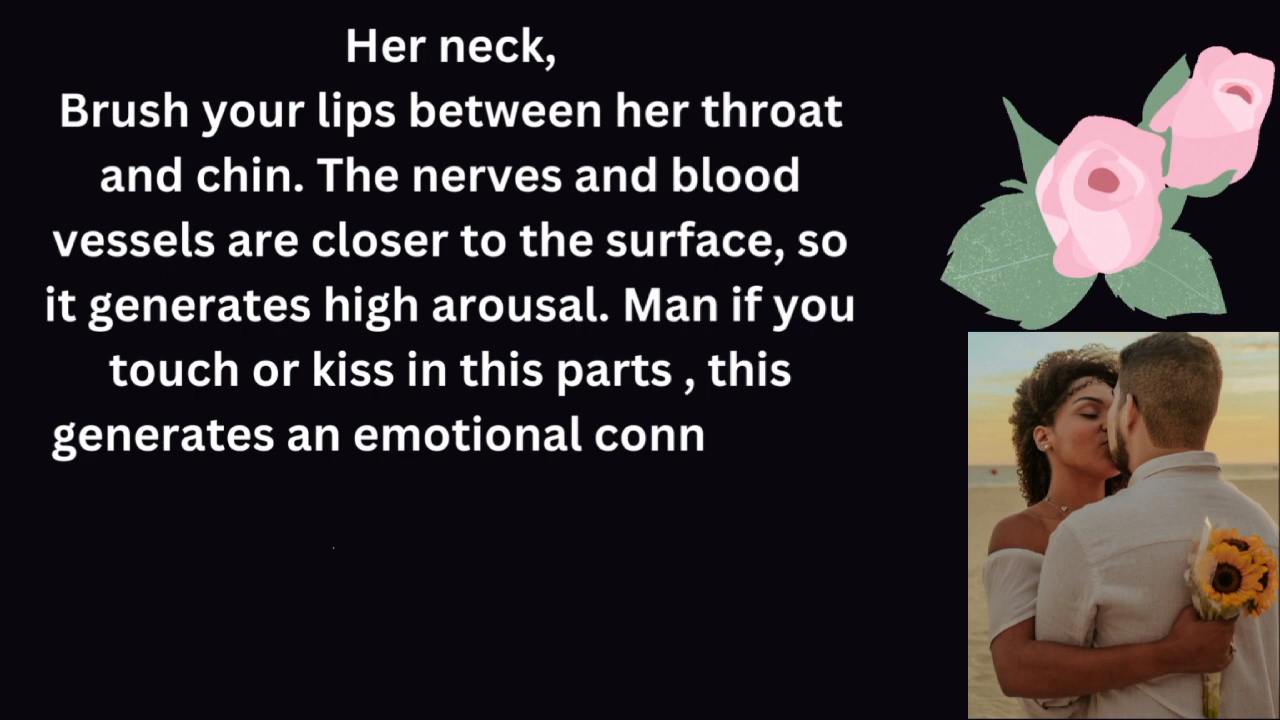 Her neck,
Brush your lips between her throat
and chin. The nerves and blood
vessels are closer to the surface, so
it generates high arousal. Man if you
touch or kiss in this parts , this
generates an emotional conn